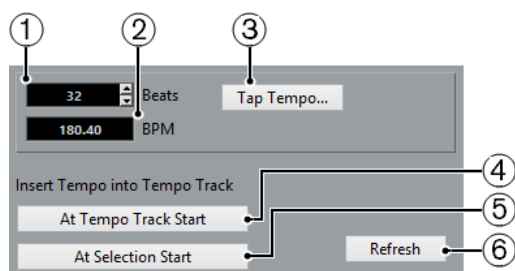 ① ② ③
32 Beats Tap Tempo...
180.40 BPM
Insert Tempo into Tempo Track
At Tempo Track Start ④
⑤
At Selection Start Refresh ⑥